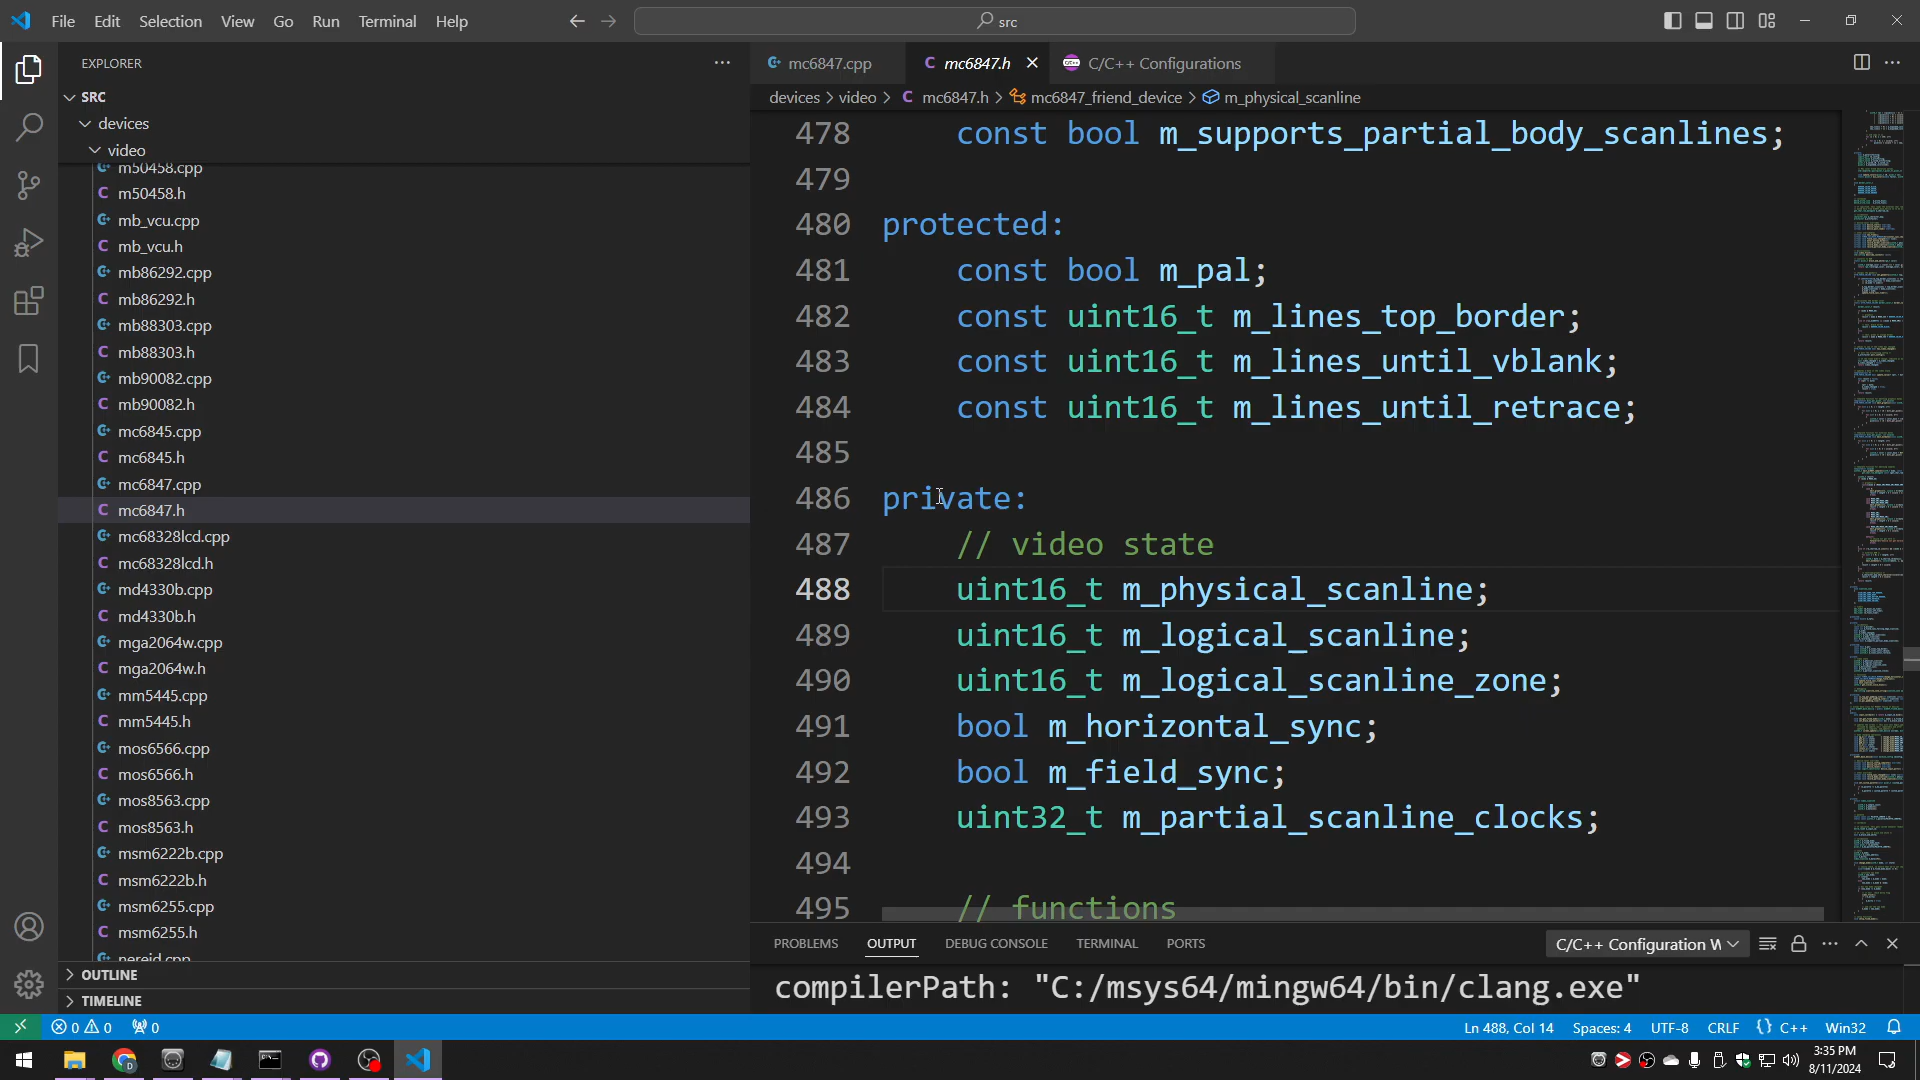 File Edit Selection View Go Run Terminal Help src
EXPLORER
SRC
devices
video
m50458.cpp
m50458.h
mb_vcu.cpp
mb_vcu.h
mb86292.cpp
mb86292.h
mb88303.cpp
mb88303.h
mb90082.cpp
mb90082.h
mc6845.cpp
mc6845.h
mc6847.cpp
mc6847.h
mc68328lcd.cpp
mc68328lcd.h
md4330b.cpp
md4330b.h
mga2064w.cpp
mga2064w.h
mm5445.cpp
mm5445.h
mos6566.cpp
mos6566.h
mos8563.cpp
mos8563.h
msm6222b.cpp
msm6222b.h
msm6255.cpp
msm6255.h
nereid.cpp
OUTLINE
TIMELINE
mc6847.cpp mc6847.h C/C++ Configurations
devices > video > C mc6847.h > mc6847_friend_device > m_physical_scanline
478 const bool m_supports_partial_body_scanlines;
479
480 protected:
481 const bool m_pal;
482 const uint16_t m_lines_top_border;
483 const uint16_t m_lines_until_vblank;
484 const uint16_t m_lines_until_retrace;
485
486 private:
487 // video state
488 uint16_t m_physical_scanline;
489 uint16_t m_logical_scanline;
490 uint16_t m_logical_scanline_zone;
491 bool m_horizontal_sync;
492 bool m_field_sync;
493 uint32_t m_partial_scanline_clocks;
494
495 // functions
PROBLEMS OUTPUT DEBUG CONSOLE TERMINAL PORTS C/C++ Configuration W
compilerPath: "C:/msys64/mingw64/bin/clang.exe"
0 0 0 Ln 488, Col 14 Spaces: 4 UTF-8 CRLF {} C++ Win32
3:35 PM
8/11/2024